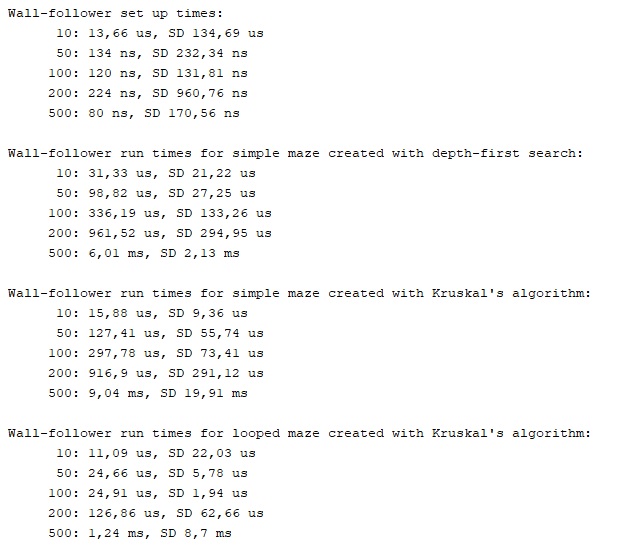 Wall-follower set up times:
10: 13,66 us, SD 134,69 us
50: 134 ns, SD 232,34 ns
100: 120 ns, SD 131,81 ns
200: 224 ns, SD 960,76 ns
500: 80 ns, SD 170,56 ns
Wall-follower run times for simple maze created with depth-first search:
10: 31,33 us, SD 21,22 us
50: 98,82 us, SD 27,25 us
100: 336,19 us, SD 133,26 us
200: 961,52 us, SD 294,95 us
500: 6,01 ms, SD 2,13 ms
Wall-follower run times for simple maze created with Kruskal's algorithm:
10: 15,88 us, SD 9,36 us
50: 127,41 us, SD 55,74 us
100: 297,78 us, SD 73,41 us
200: 916,9 us, SD 291,12 us
500: 9,04 ms, SD 19,91 ms
Wall-follower run times for looped maze created with Kruskal's algorithm:
10: 11,09 us, SD 22,03 us
50: 24,66 us, SD 5,78 us
100: 24,91 us, SD 1,94 us
200: 126,86 us, SD 62,66 us
500: 1,24 ms, SD 8,7 ms